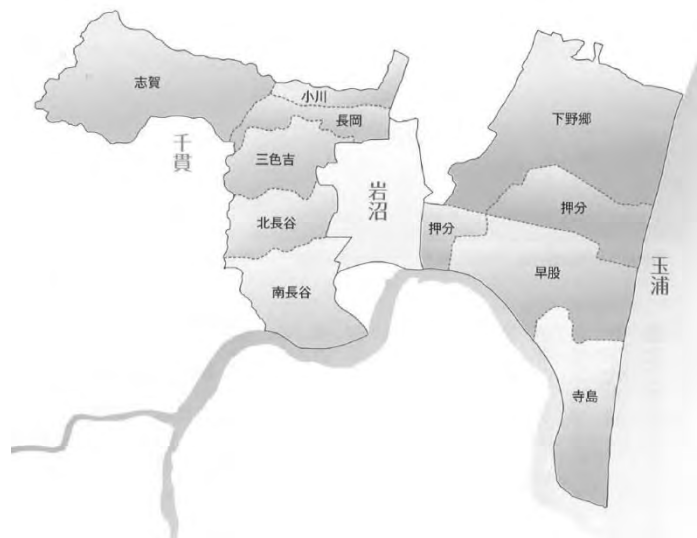 志賀
小川
長岡
下野郷
千貫
三色吉
岩沼
押分
北長谷
押分
早股
玉浦
南長谷
寺島